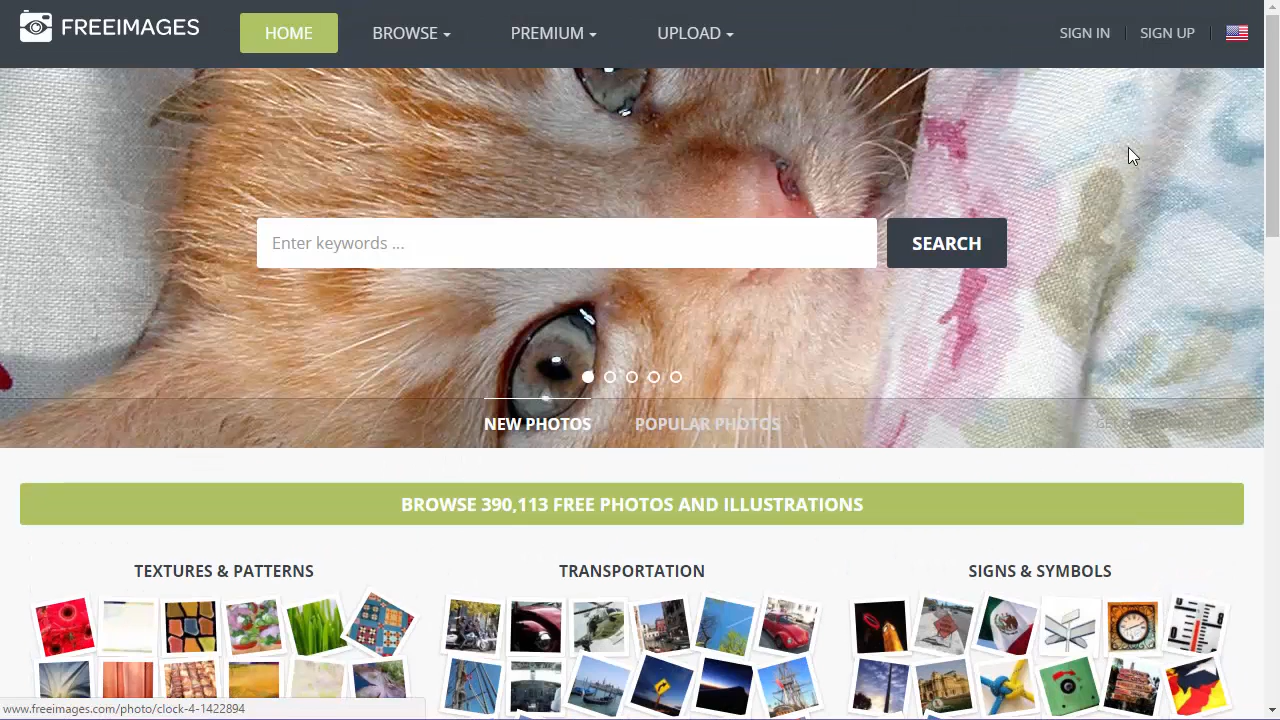 FREEIMAGES
HOME
BROWSE
PREMIUM
UPLOAD
SIGN IN
SIGN UP
Enter keywords ...
SEARCH
NEW PHOTOS
POPULAR PHOTOS
BROWSE 390,113 FREE PHOTOS AND ILLUSTRATIONS
TEXTURES & PATTERNS
TRANSPORTATION
SIGNS & SYMBOLS
www.freeimages.com/photo/clock-4-1422894